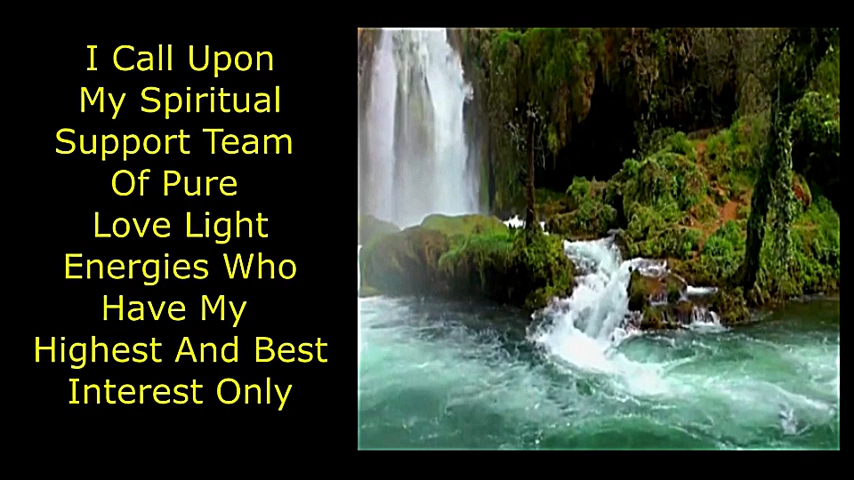 I Call Upon
My Spiritual
Support Team
Of Pure
Love Light
Energies Who
Have My
Highest And Best
Interest Only